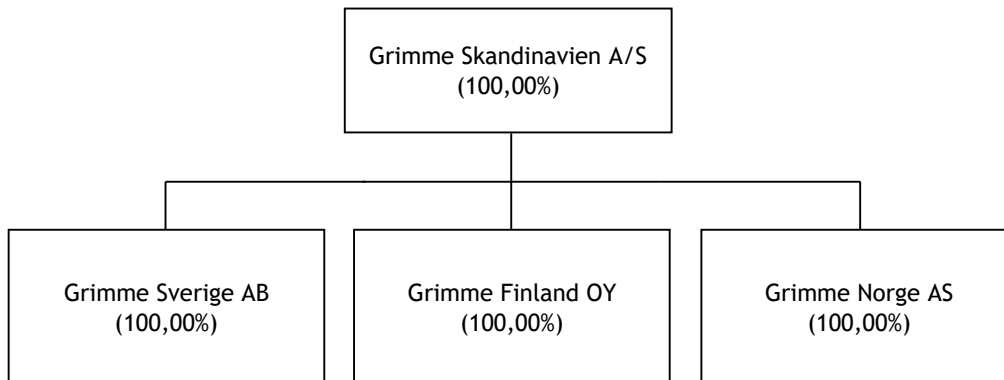 Grimme Skandinavien A/S
(100,00%)
Grimme Sverige AB
(100,00%)
Grimme Finland OY
(100,00%)
Grimme Norge AS
(100,00%)